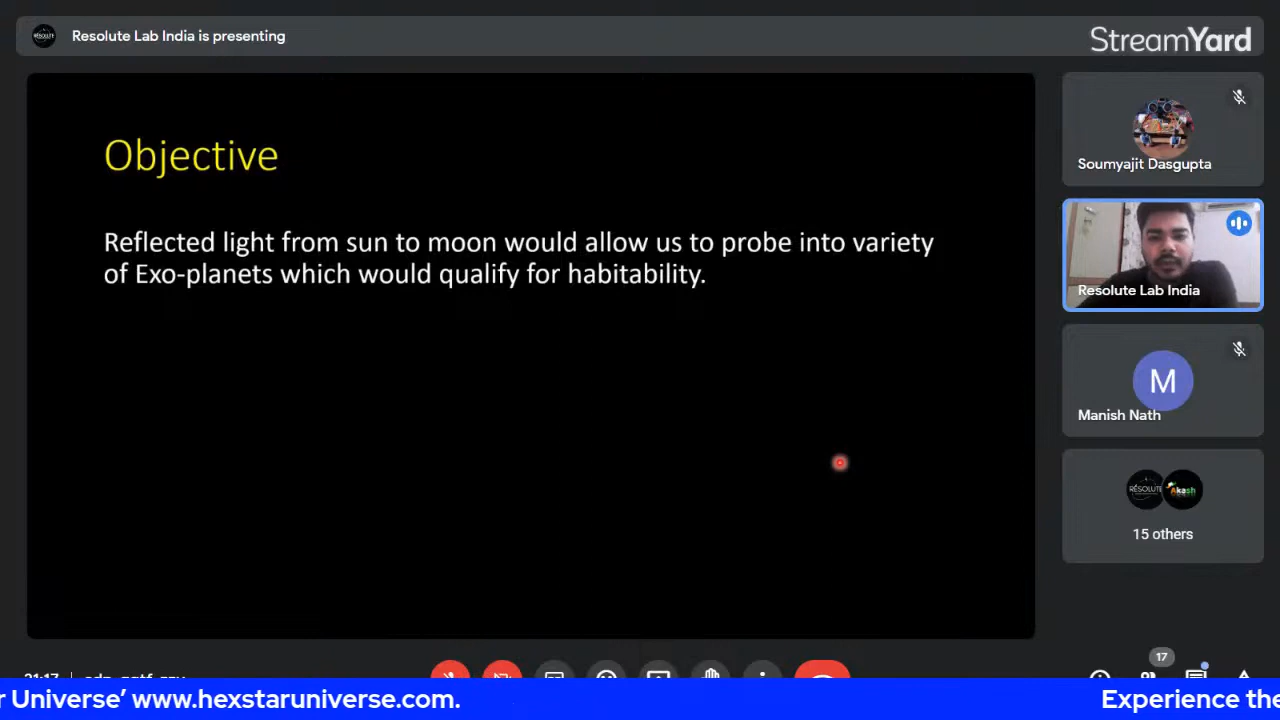 Resolute Lab India is presenting
StreamYard
Objective
Reflected light from sun to moon would allow us to probe into variety
of Exo-planets which would qualify for habitability.
Soumyajit Dasgupta
Resolute Lab India
M
Manish Nath
RÉSOLUTE
Akash
15 others
17
r Universe’ www.hexstaruniverse.com.
Experience the